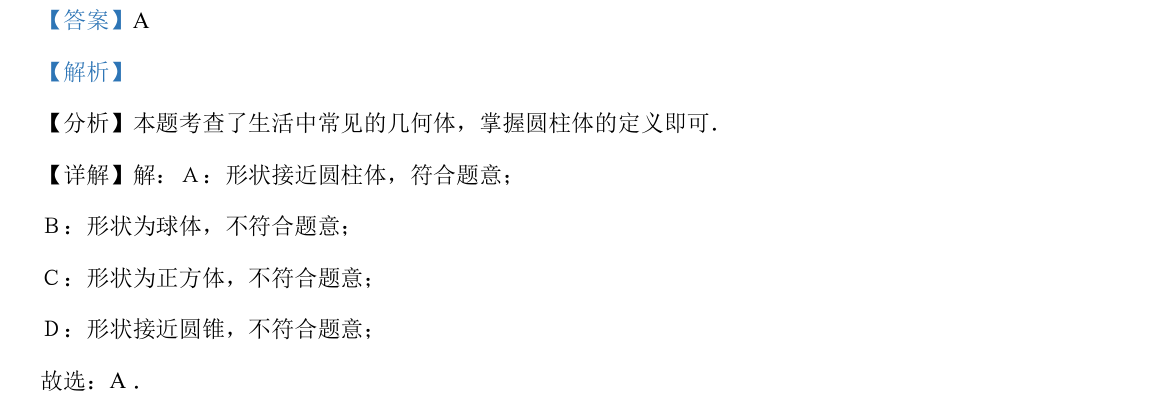 【答案】A
【解析】
【分析】本题考查了生活中常见的几何体，掌握圆柱体的定义即可．
【详解】解：A：形状接近圆柱体，符合题意；
B：形状为球体，不符合题意；
C：形状为正方体，不符合题意；
D：形状接近圆锥，不符合题意；
故选：A．